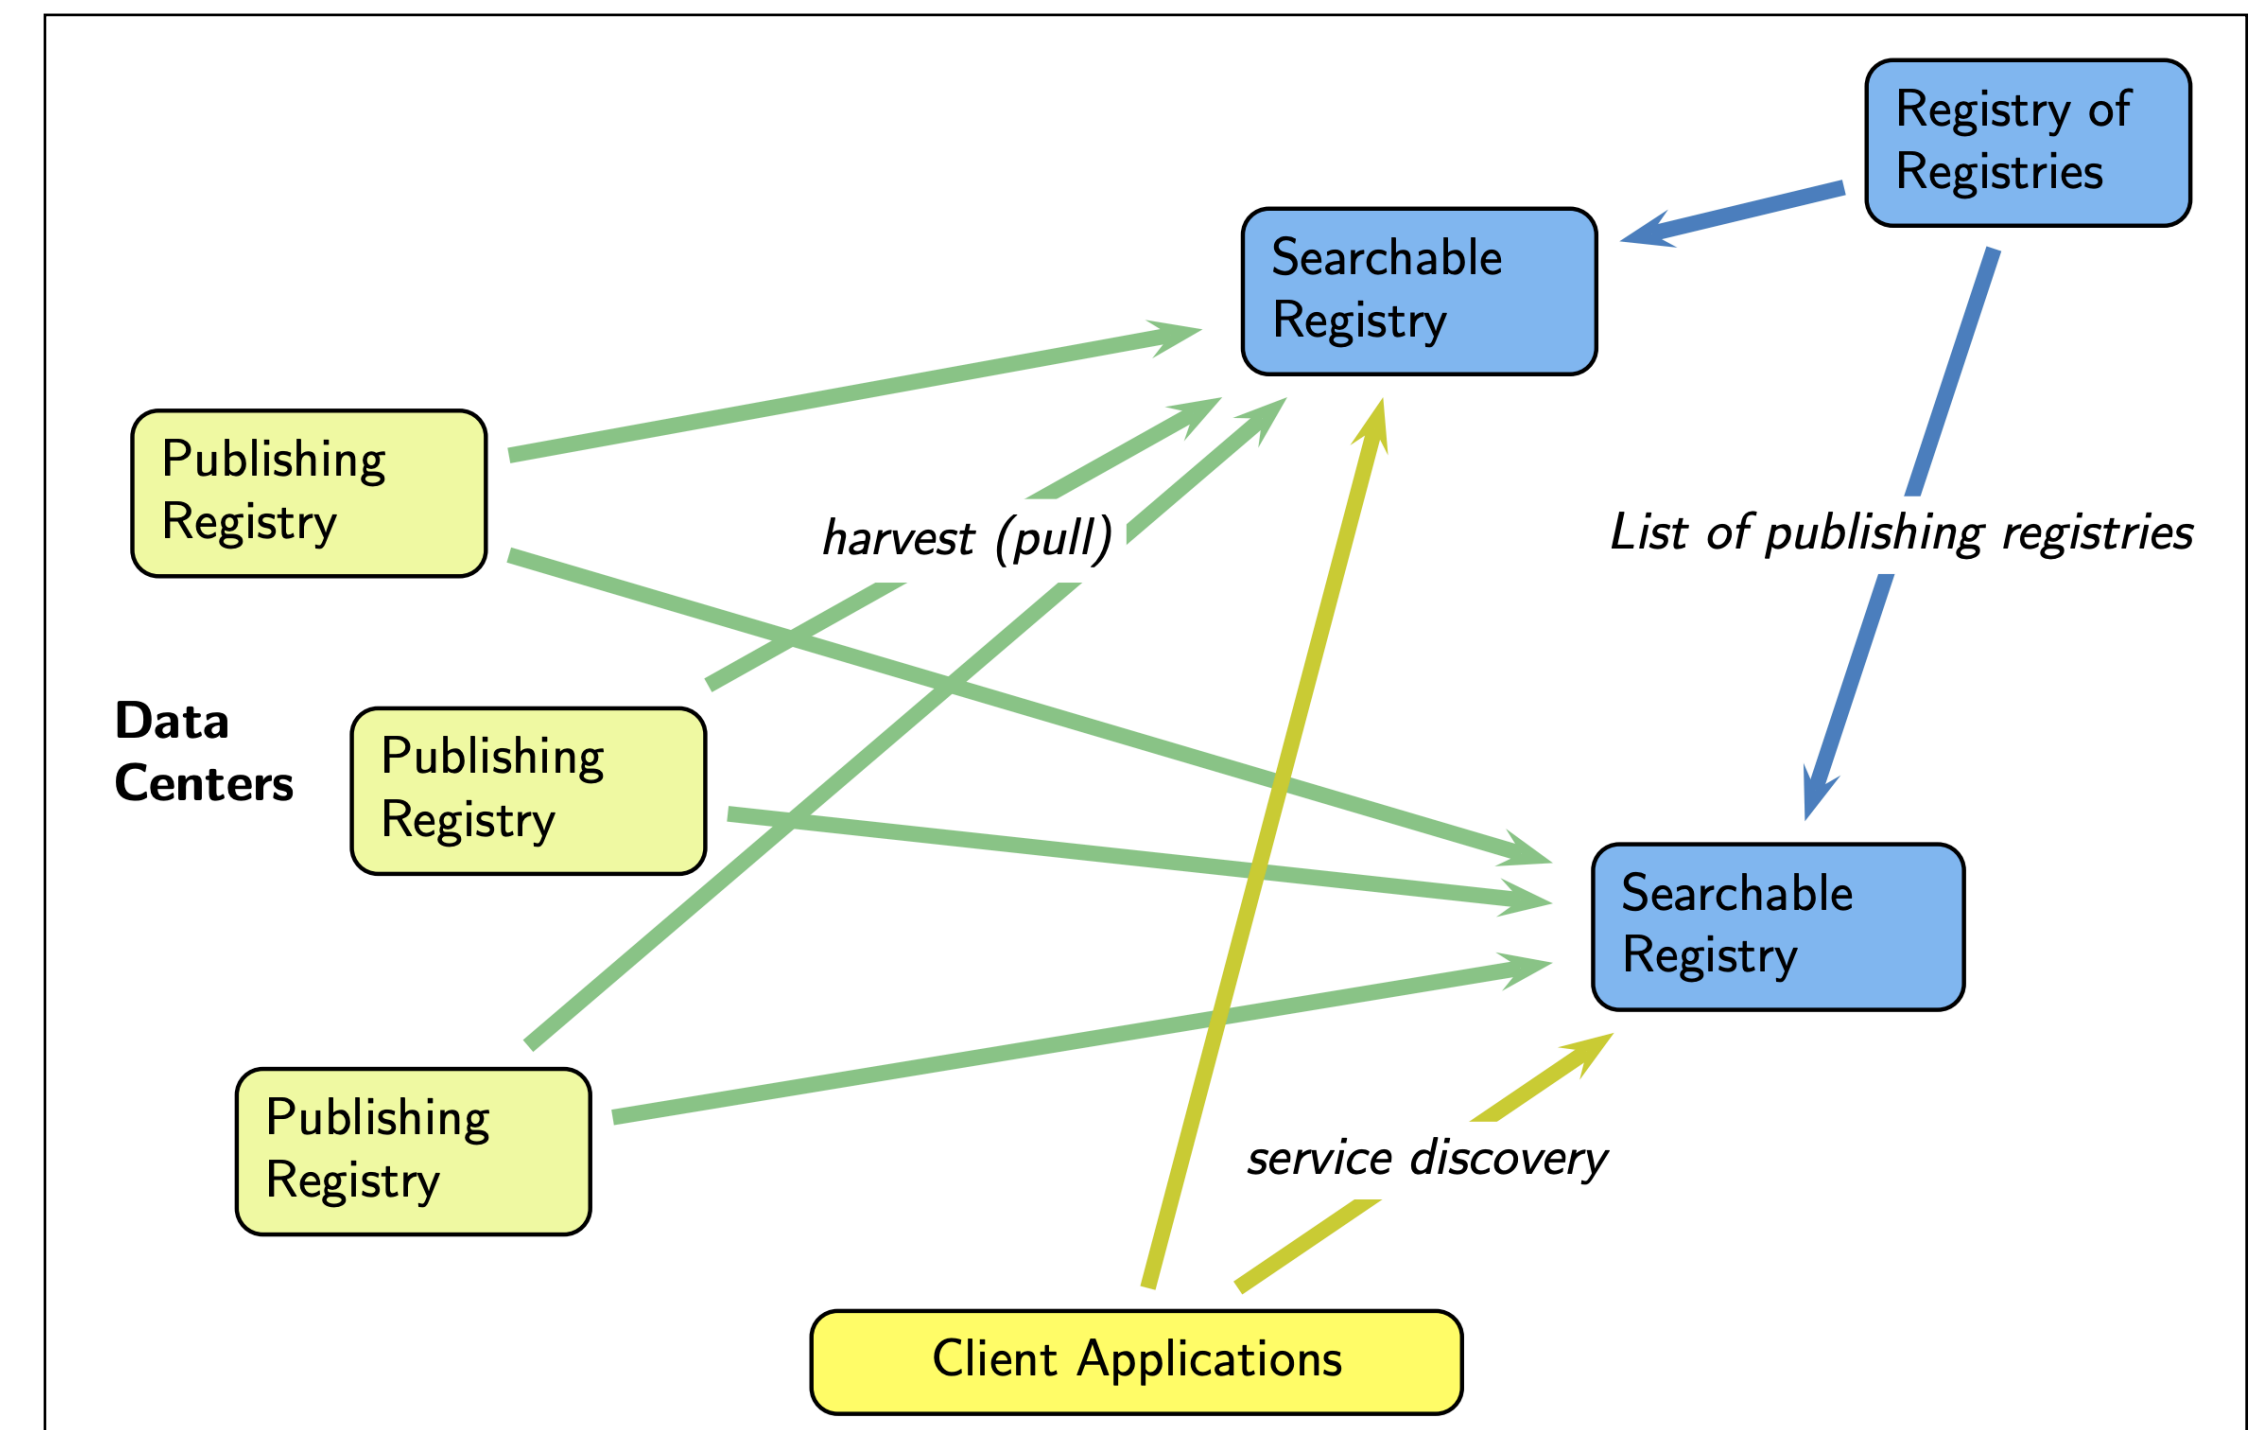 Registry of
Registries
Searchable
Registry
Publishing
Registry
harvest (pull)
List of publishing registries
Data
Centers
Publishing
Registry
Searchable
Registry
Publishing
Registry
service discovery
Client Applications